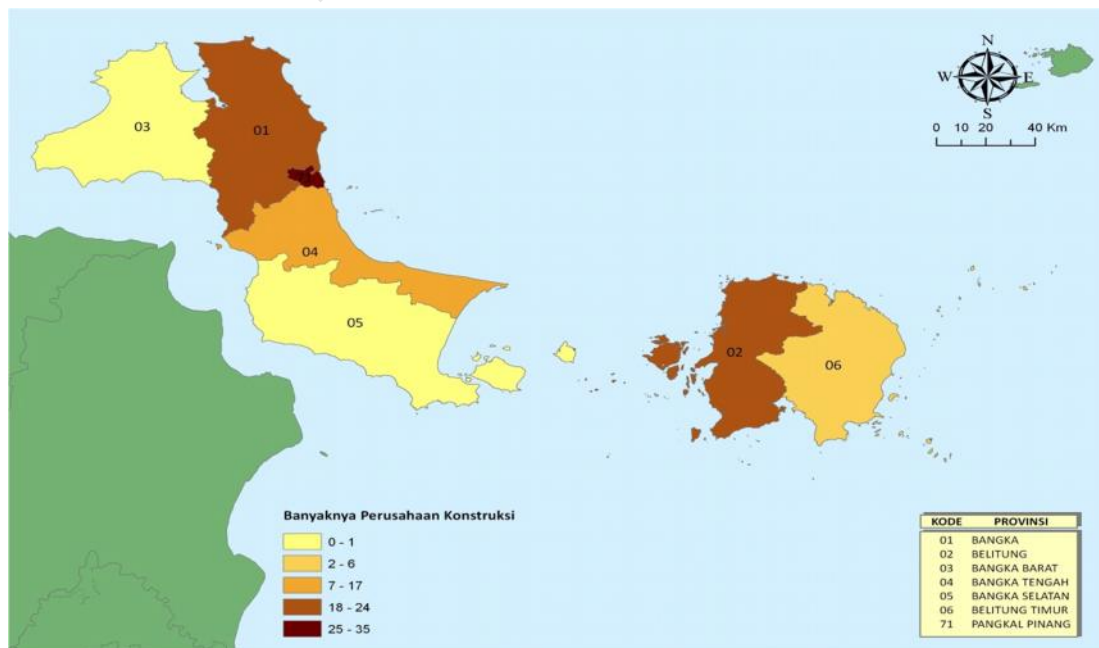 N
W E
S
0 10 20 40 Km
03
01
04
05
02
06
Banyaknya Perusahaan Konstruksi
0 - 1
2 - 6
7 - 17
18 - 24
25 - 35
KODE PROVINSI
01 BANGKA
02 BELITUNG
03 BANGKA BARAT
04 BANGKA TENGAH
05 BANGKA SELATAN
06 BELITUNG TIMUR
71 PANGKAL PINANG